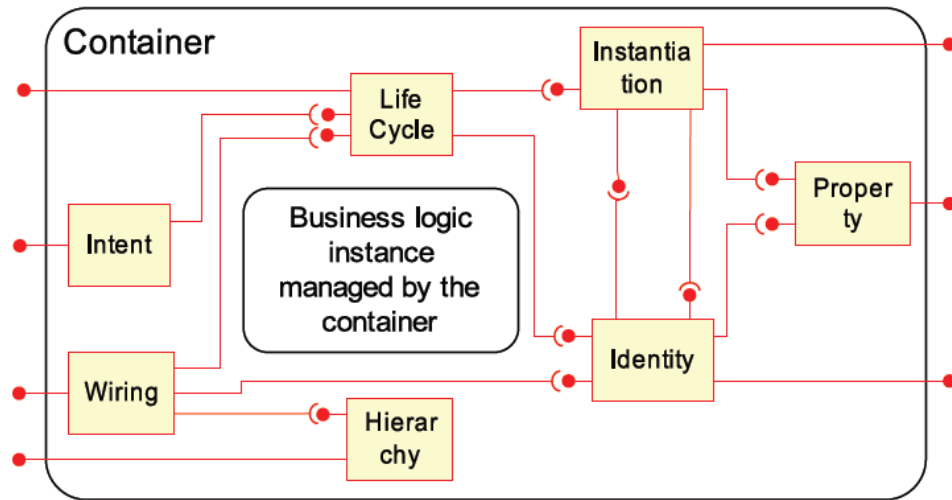 Container
Instantia
tion
Life
Cycle
Proper
ty
Intent
Business logic
instance
managed by the
container
Identity
Wiring
Hierar
chy